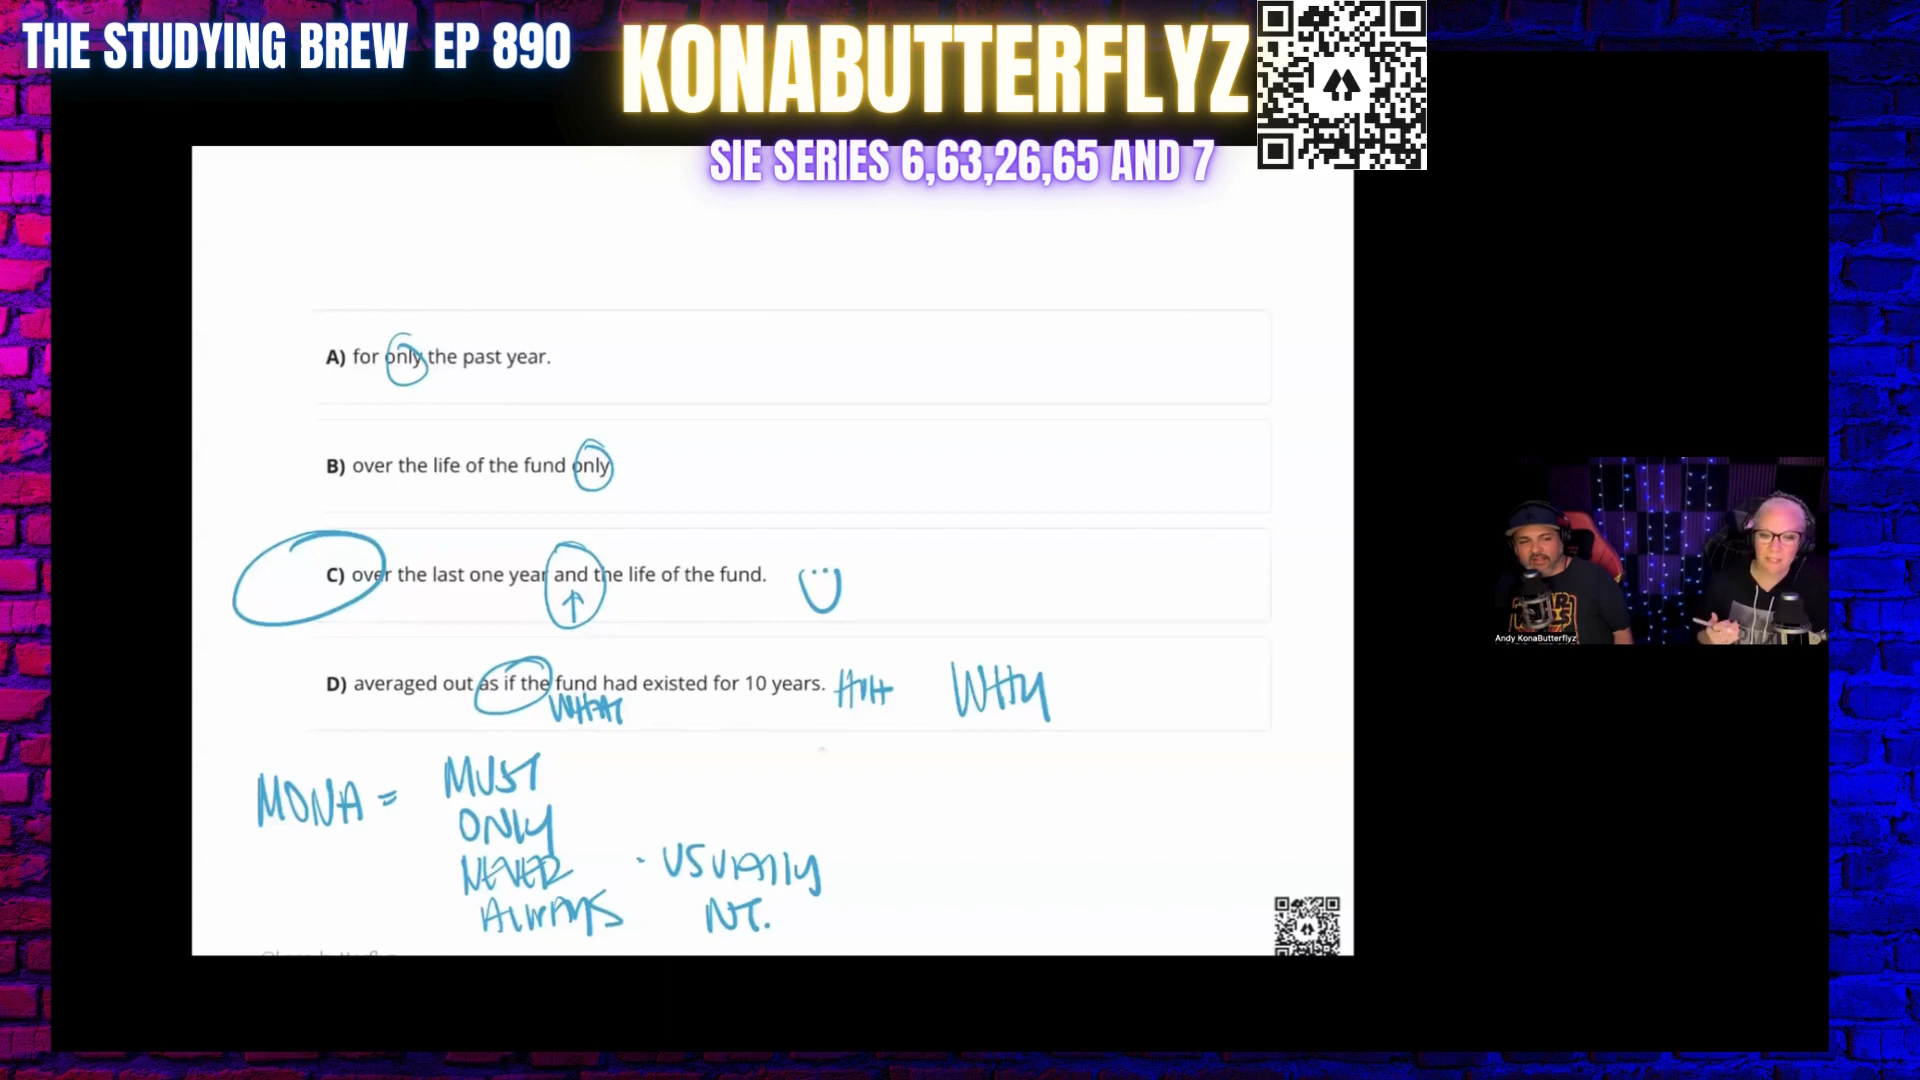 THE STUDYING BREW EP 890
KONABUTTERFLYZ
SIE SERIES 6,63,26,65 AND 7
A) for only the past year.
B) over the life of the fund only
C) over the last one year and the life of the fund.
D) averaged out as if the fund had existed for 10 years.
WHAT
WHY
MONA =
MUST
ONLY
NEVER
ALWAYS
· USUALLY
Andy KonaButterflyz